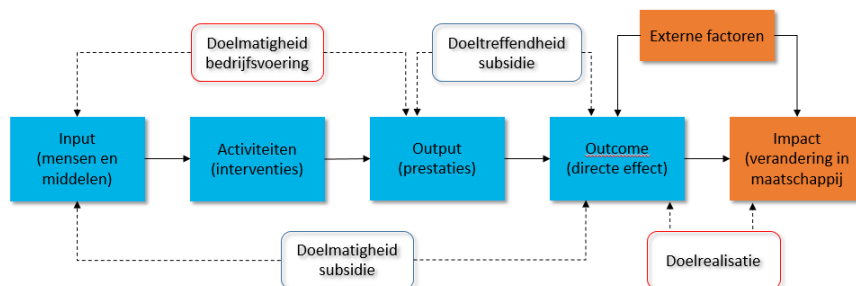 Doelmatigheid
bedrijfsvoering
Doeltreffendheid
subsidie
Externe factoren
Input
(mensen en
middelen)
Activiteiten
(interventies)
Output
(prestaties)
Outcome
(directe effect)
Impact
(verandering in
maatschappij
Doelmatigheid
subsidie
Doelrealisatie